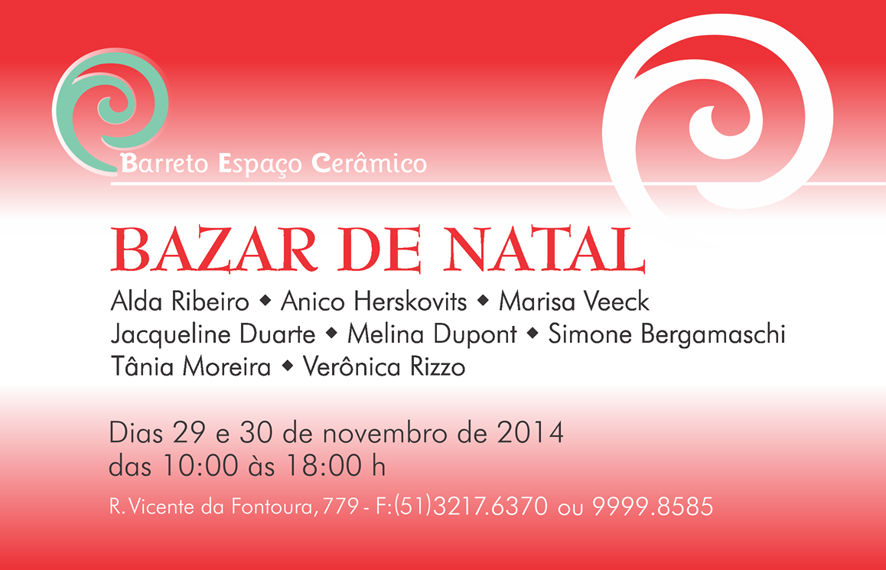 Barreto Espaço Cerâmico
BAZAR DE NATAL
Alda Ribeiro ◆ Anico Herskovits ◆ Marisa Veeck
Jacqueline Duarte ◆ Melina Dupont ◆ Simone Bergamaschi
Tânia Moreira ◆ Verônica Rizzo
Dias 29 e 30 de novembro de 2014
das 10:00 às 18:00 h
R. Vicente da Fontoura, 779 - F:(51)3217.6370 ou 9999.8585